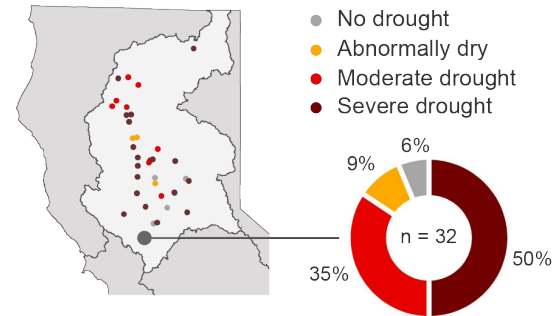 No drought
Abnormally dry
Moderate drought
Severe drought
6%
9%
n = 32
50%
35%